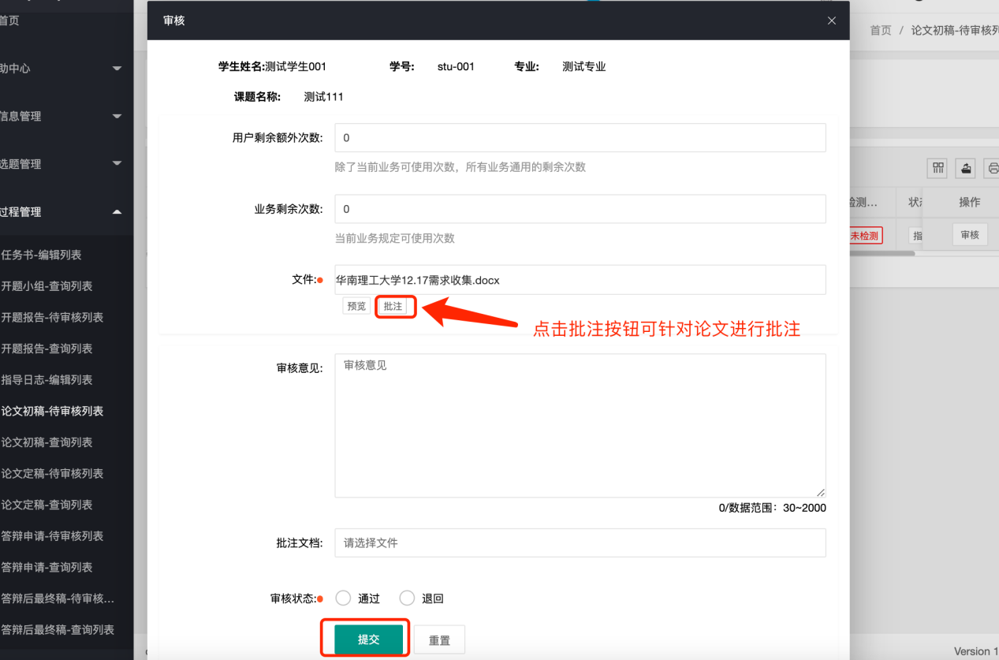 首页
助中心
信息管理
选题管理
过程管理
任务书-编辑列表
开题小组-查询列表
开题报告-待审核列表
开题报告-查询列表
指导日志-编辑列表
论文初稿-待审核列表
论文初稿-查询列表
论文定稿-待审核列表
论文定稿-查询列表
答辩申请-待审核列表
答辩申请-查询列表
答辩后最终稿-待审核...
答辩后最终稿-查询列表
审核
学生姓名:测试学生001 学号: stu-001 专业: 测试专业
课题名称: 测试111
用户剩余额外次数: 0
除了当前业务可使用次数，所有业务通用的剩余次数
业务剩余次数: 0
当前业务规定可使用次数
文件: 华南理工大学12.17需求收集.docx
预览 批注
点击批注按钮可针对论文进行批注
审核意见: 审核意见
0/数据范围：30~2000
批注文档: 请选择文件
审核状态: 通过 退回
提交 重置
首页 / 论文初稿-待审核列
检测... 状态 操作
未检测 指 审核
Version 1